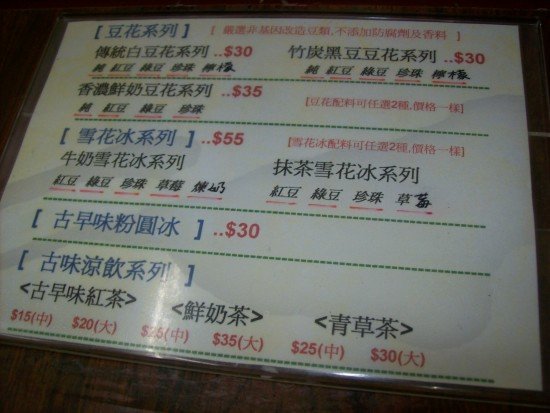 [ 豆花系列 ] [ 嚴選非基因改造豆類,不添加防腐劑及香料 ]
傳統白豆花系列 ..$30 竹炭黑豆豆花系列 ..$30
純 紅豆 綠豆 珍珠 檸檬 純 紅豆 綠豆 珍珠 檸檬
香濃鮮奶豆花系列 ..$35 [豆花配料可任選2種,價格一樣]
純 紅豆 綠豆 珍珠
[ 雪花冰系列 ] ..$55 [雪花冰配料可任選2種,價格一樣]
牛奶雪花冰系列 抹茶雪花冰系列
紅豆 綠豆 珍珠 草莓 煉奶 紅豆 綠豆 珍珠 草莓
[ 古早味粉圓冰 ] ..$30
[ 古味涼飲系列 ]
<古早味紅茶> <鮮奶茶> <青草茶>
$15(中) $20(大) $25(中) $35(大) $25(中) $30(大)